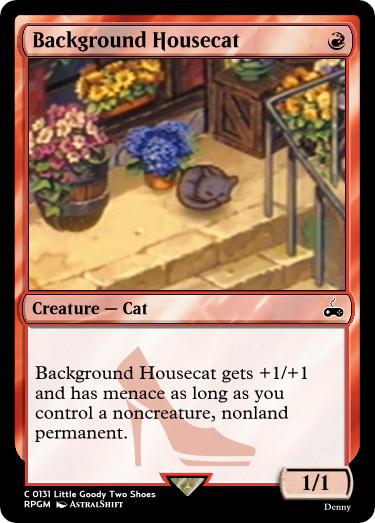 Background Housecat
Creature — Cat
Background Housecat gets +1/+1
and has menace as long as you
control a noncreature, nonland
permanent.
1/1
C 0131 Little Goody Two Shoes
RPGM AstralShift
Denny